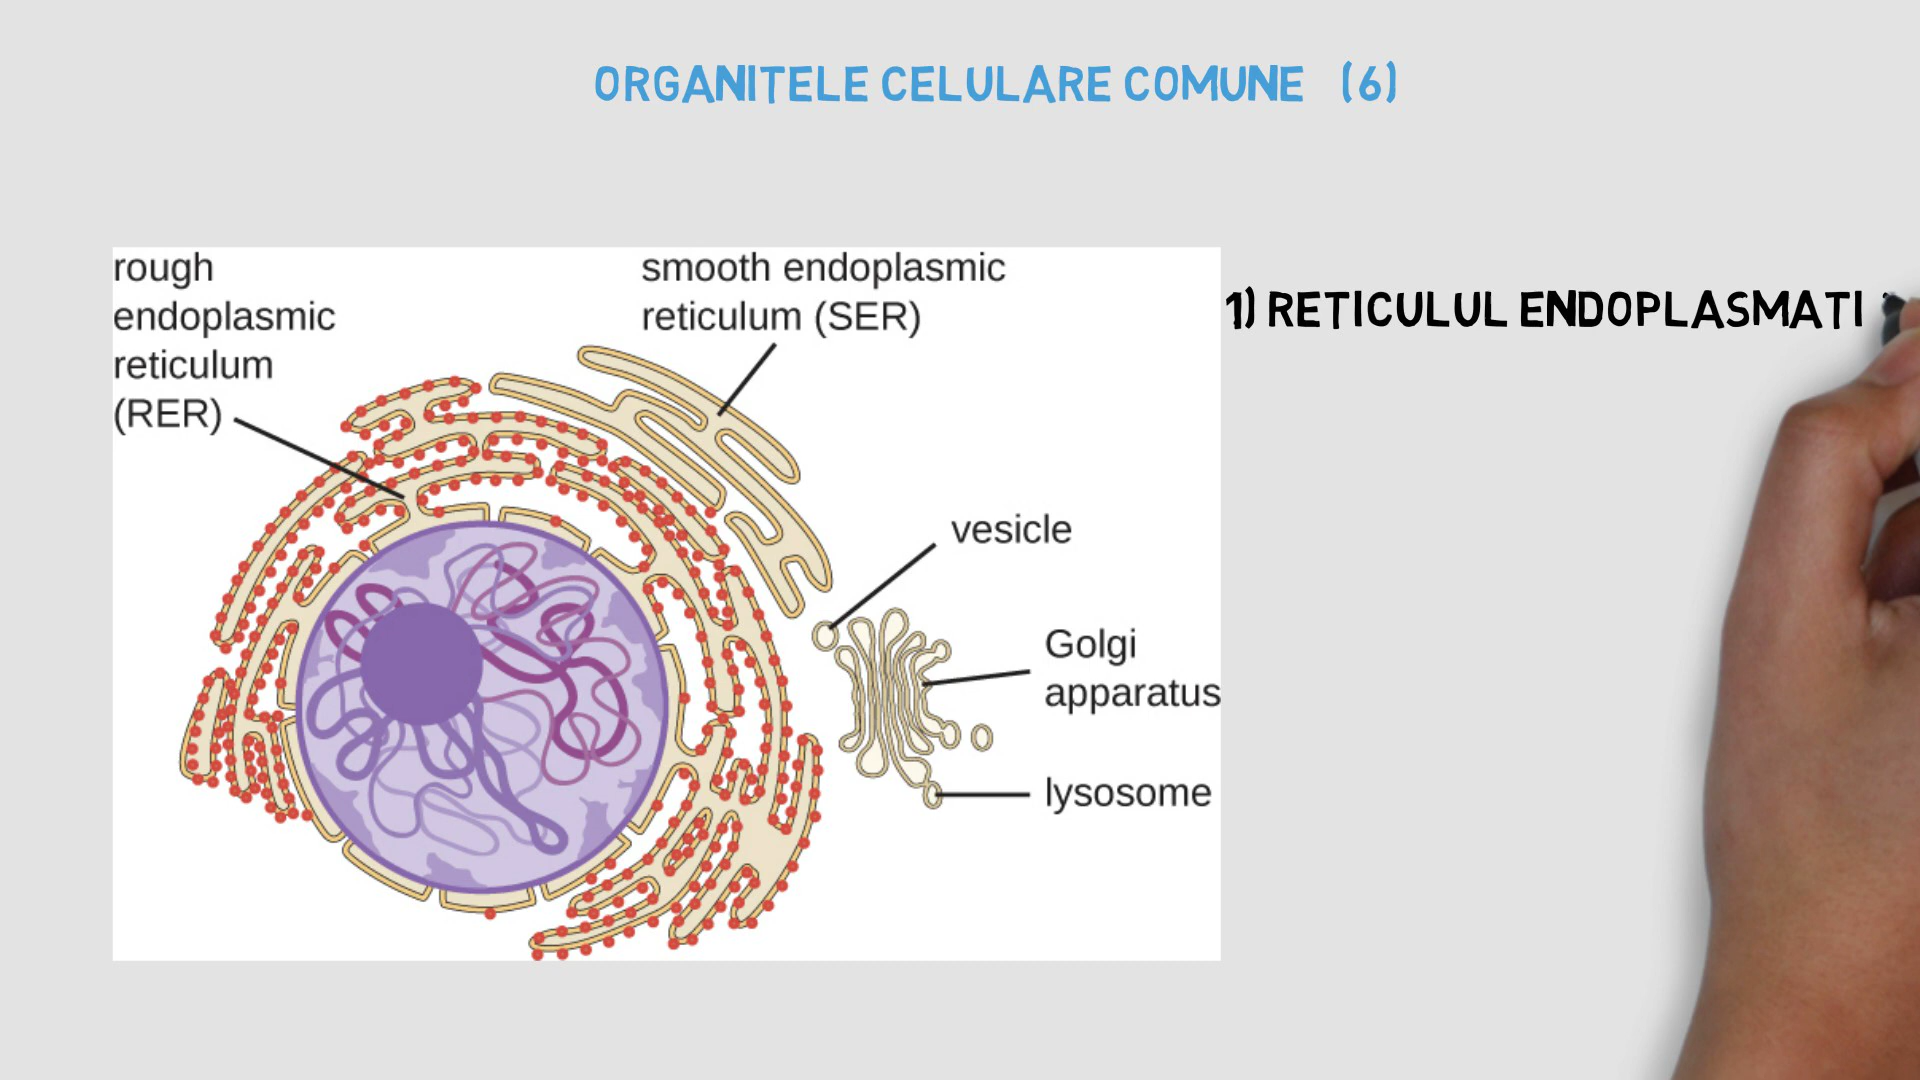 ORGANITELE CELULARE COMUNE (6)
rough
endoplasmic
reticulum
(RER)
smooth endoplasmic
reticulum (SER)
1) RETICULUL ENDOPLASMATI
vesicle
Golgi
apparatus
lysosome